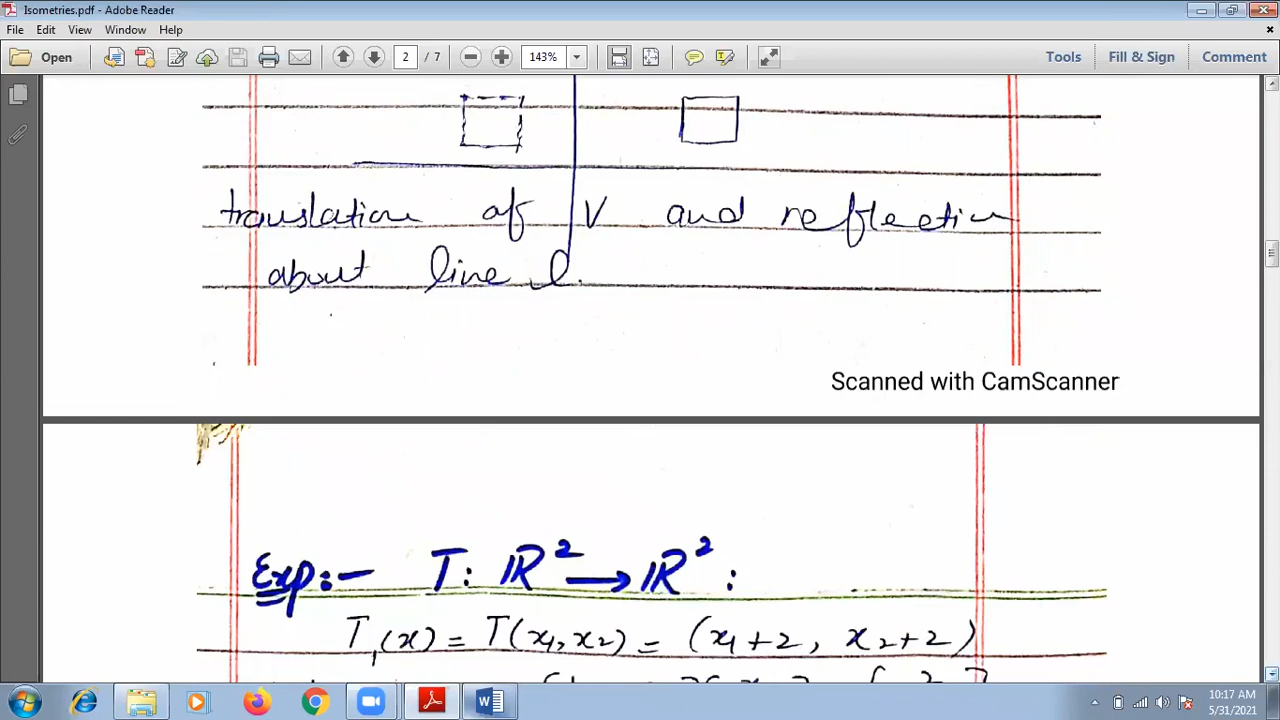 Isometries.pdf - Adobe Reader
File Edit View Window Help
Open 2 / 7 143% Tools Fill & Sign Comment
translation of V and reflection
about line l.
Scanned with CamScanner
Exp:- T: ℝ² → ℝ² :
T₁(x) = T(x₁, x₂) = (x₁+2, x₂+2)
10:17 AM
5/31/2021